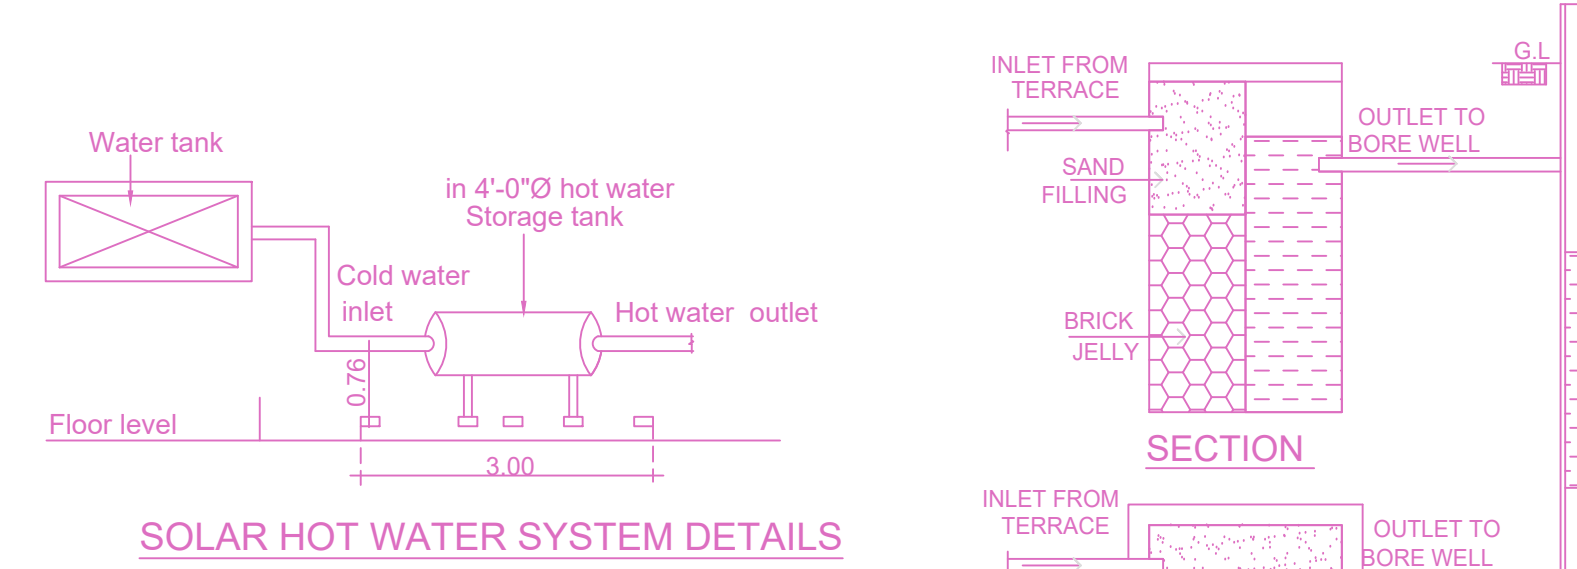 Water tank
in 4'-0"Ø hot water
Storage tank
Cold water
inlet
Hot water outlet
0.76
Floor level
3.00
SOLAR HOT WATER SYSTEM DETAILS
INLET FROM
TERRACE
G.L
OUTLET TO
BORE WELL
SAND
FILLING
BRICK
JELLY
SECTION
INLET FROM
TERRACE
OUTLET TO
BORE WELL